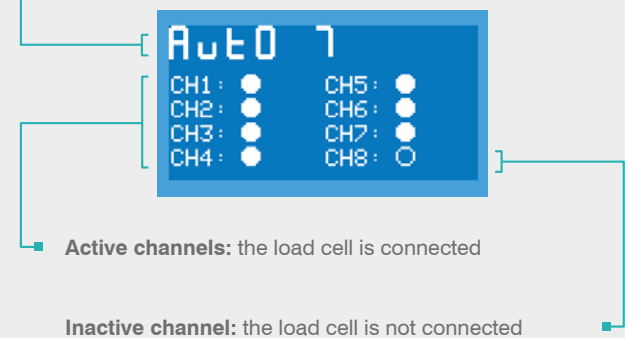 AutO 7
CH1: CH5:
CH2: CH6:
CH3: CH7:
CH4: CH8:
Active channels: the load cell is connected
Inactive channel: the load cell is not connected